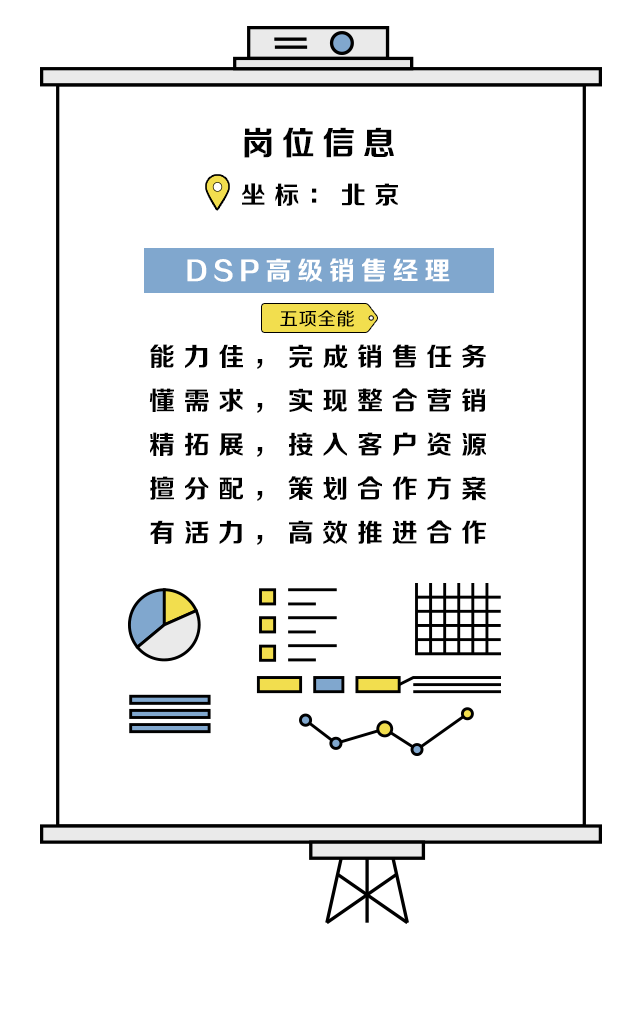 岗位信息
坐标：北京
DSP高级销售经理
五项全能
能力佳，完成销售任务
懂需求，实现整合营销
精拓展，接入客户资源
擅分配，策划合作方案
有活力，高效推进合作